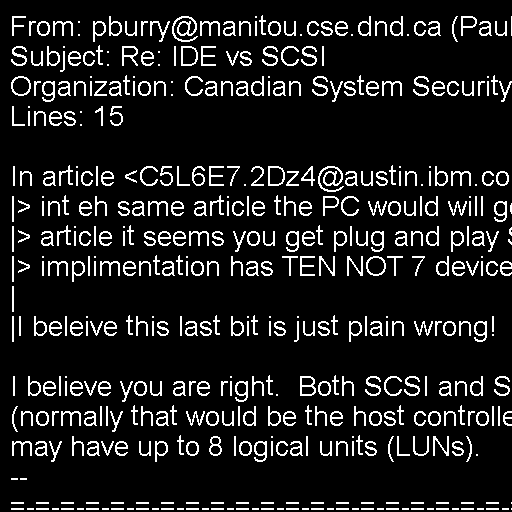 From: pburry@manitou.cse.dnd.ca (Paul
Subject: Re: IDE vs SCSI
Organization: Canadian System Security
Lines: 15

In article <C5L6E7.2Dz4@austin.ibm.co
|> int eh same article the PC would will g
|> article it seems you get plug and play S
|> implimentation has TEN NOT 7 device
|
|I beleive this last bit is just plain wrong!

I believe you are right.  Both SCSI and S
(normally that would be the host controlle
may have up to 8 logical units (LUNs).
--
=-=-=-=-=-=-=-=-=-=-=-=-=-=-=-=-=-=-=-=-